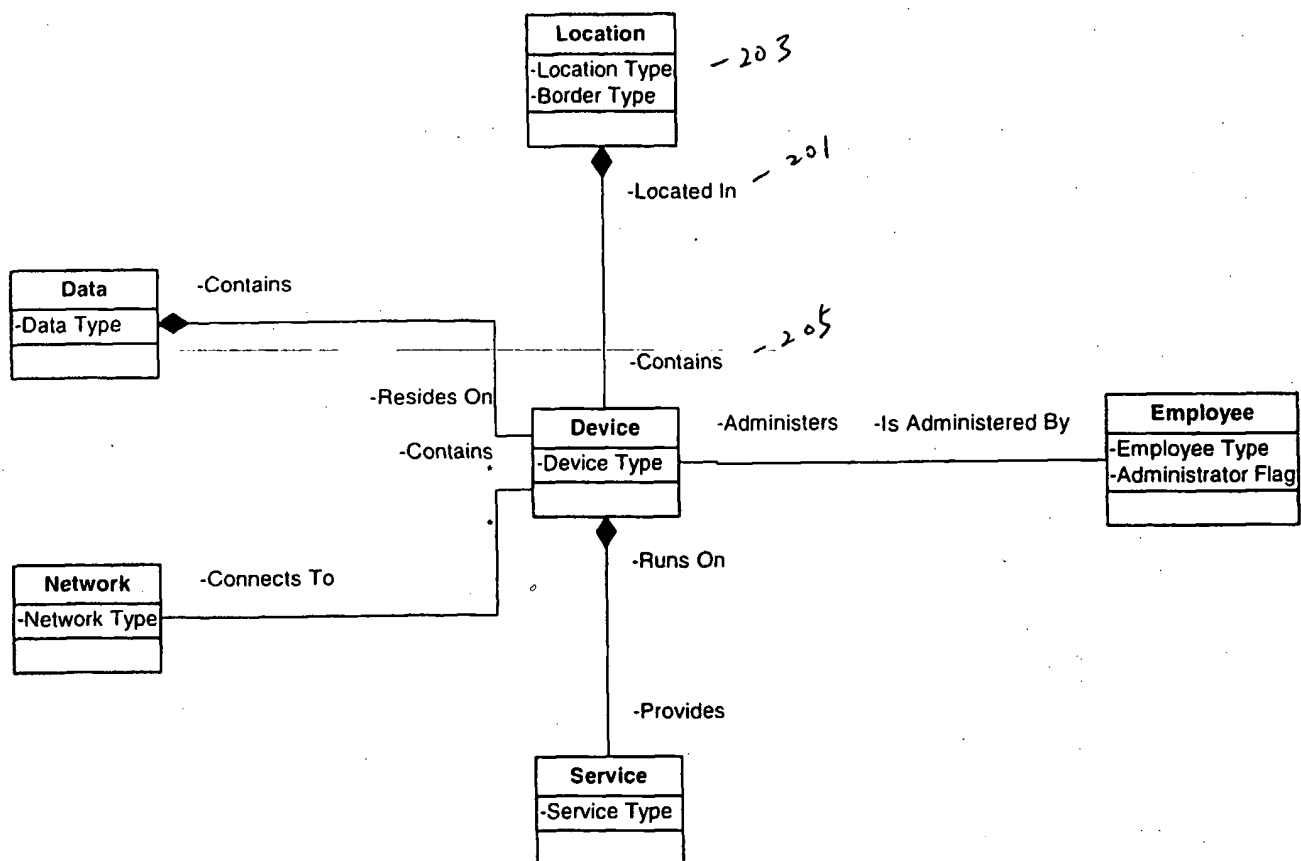 Location
-Location Type
-Border Type
-203
-Located In
-201
Data
-Data Type
-Contains
-Contains
-205
-Resides On
-Contains
*
*
Device
-Device Type
-Administers
-Is Administered By
Employee
-Employee Type
-Administrator Flag
-Runs On
Network
-Network Type
-Connects To
-Provides
Service
-Service Type